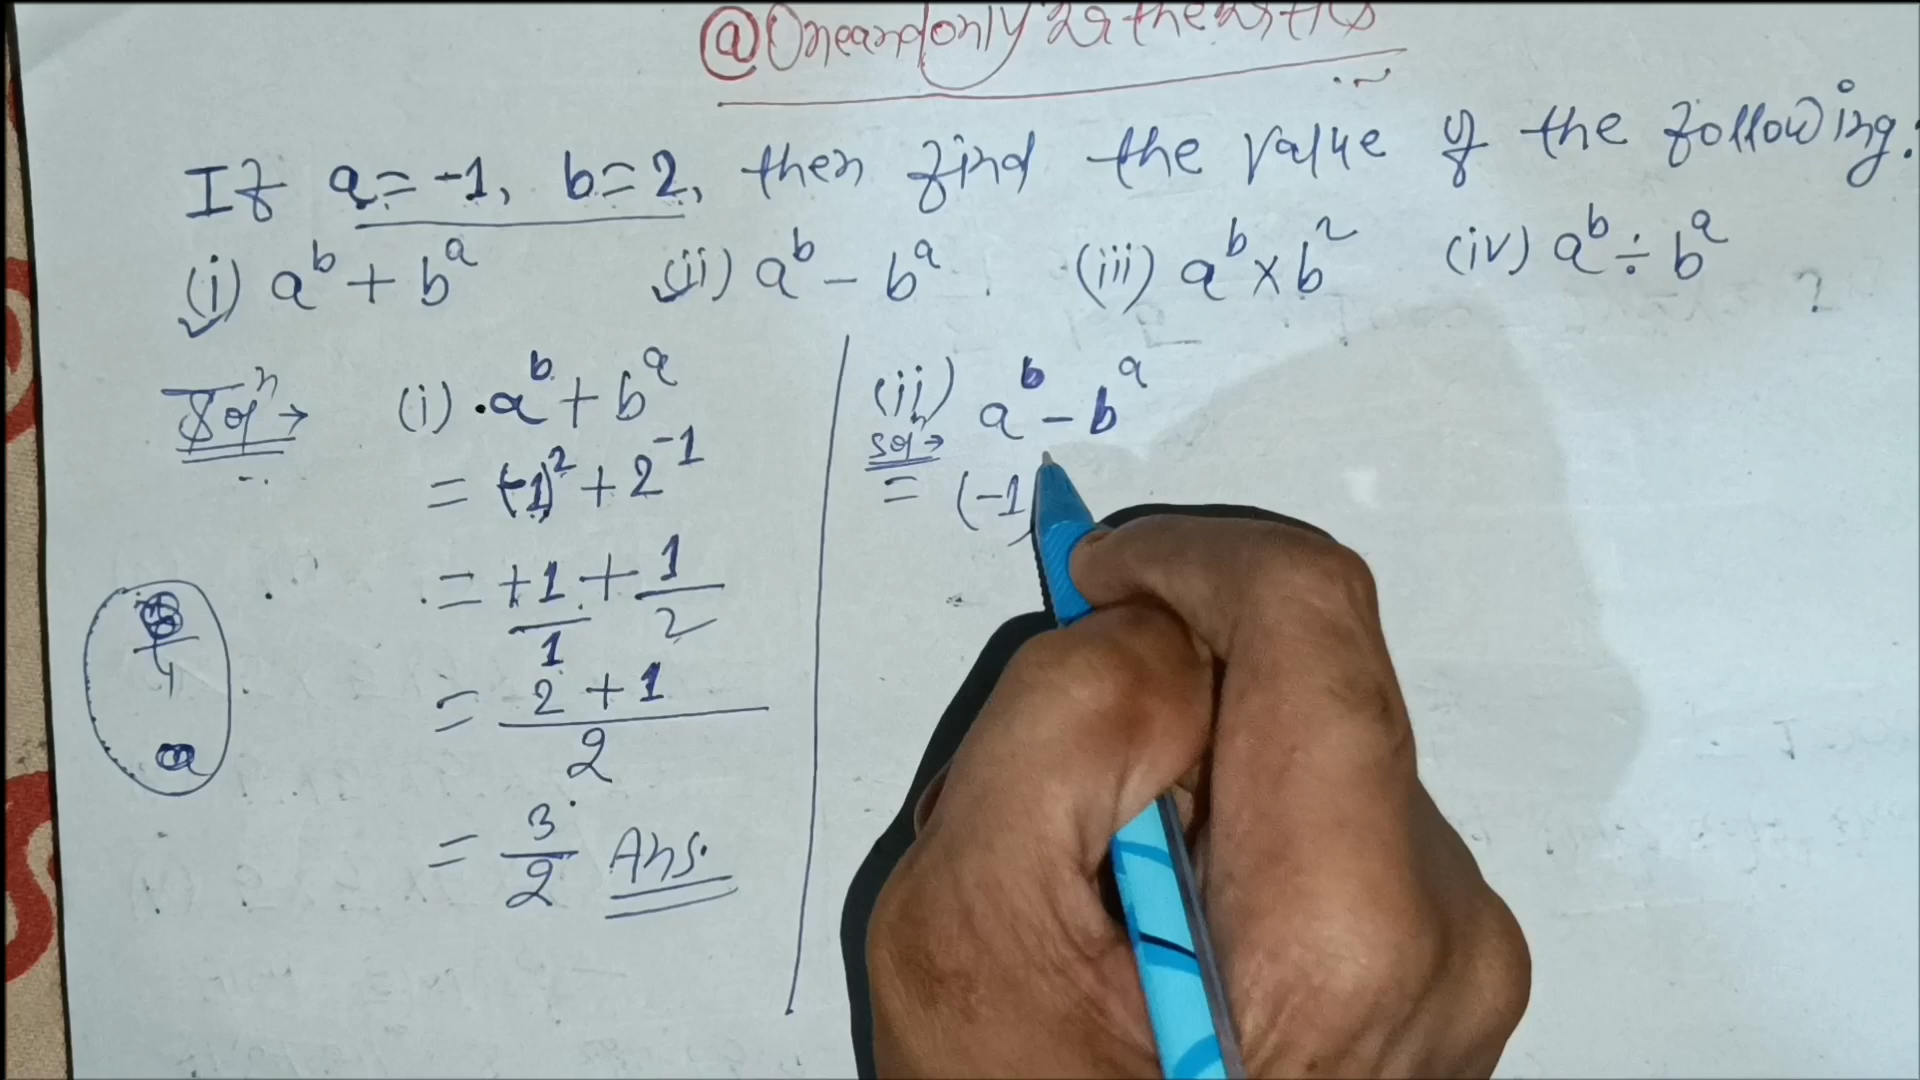 If a=-1, b=2, then find the value of the following:
(i) a^b + b^a (ii) a^b - b^a (iii) a^b × b^2 (iv) a^b ÷ b^a
Sol^n → (i) a^b + b^a
= (-1)^2 + 2^-1
= +1/1 + 1/2
= 2 + 1 / 2
= 3/2 Ans.
(ii) a^b - b^a
Sol^n →
= (-1)